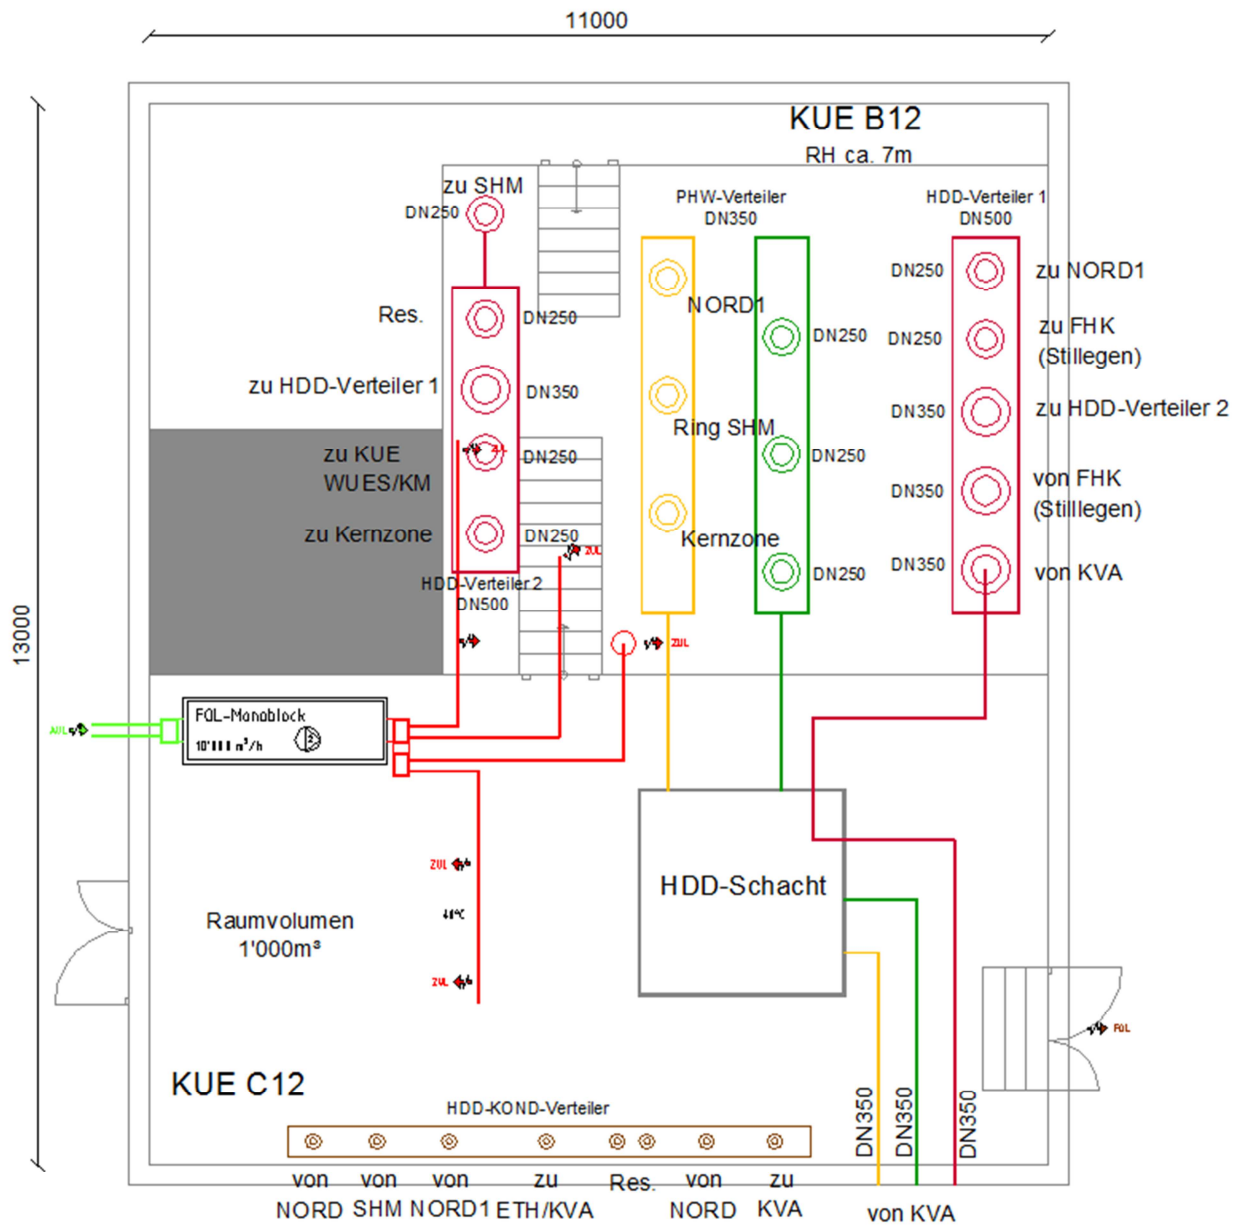 11000
KUE B12
RH ca. 7m
zu SHM
DN250
PHW-Verteiler
DN350
HDD-Verteiler 1
DN500
DN250
zu NORD1
Res.
DN250
NORD1
DN250
DN250
zu FHK
(Stillegen)
zu HDD-Verteiler 1
DN350
DN350
zu HDD-Verteiler 2
Ring SHM
zu KUE
WUES/KM
ZUL
DN250
DN250
DN350
von FHK
(Stilllegen)
zu Kernzone
DN250
Kernzone
ZUL
DN350
von KVA
DN250
HDD-Verteiler 2
DN500
13000
ZUL
AUL
FOL-Monoblock
m³/h
ZUL
HDD-Schacht
Raumvolumen
1'000m³
ZUL
FOL
KUE C12
HDD-KOND-Verteiler
DN350
DN350
DN350
von
NORD
von
SHM
von
NORD1
zu
ETH/KVA
Res.
von
NORD
zu
KVA
von KVA